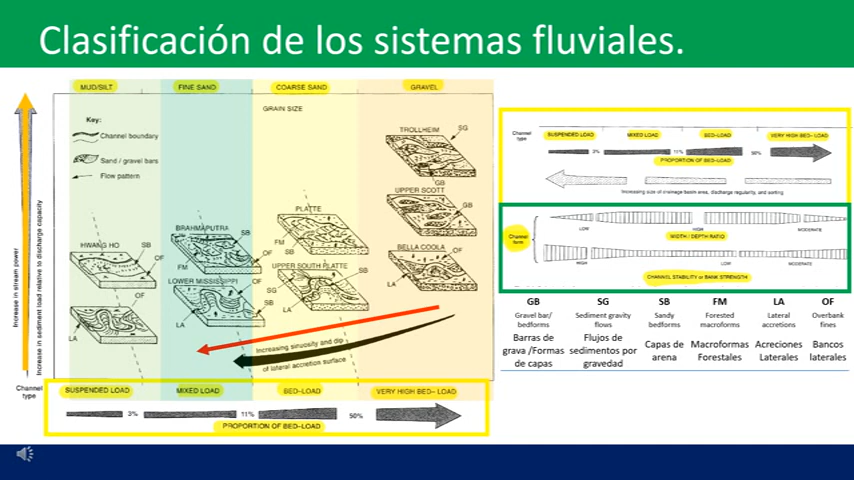 Clasificación de los sistemas fluviales.
MUD/SILT FINE SAND COARSE SAND GRAVEL
GRAIN SIZE
Key:
Channel boundary
Sand / gravel bars
Flow pattern
TROLLHEIM SG
GB
UPPER SCOTT
GB
SG
PLATTE
FM
SB
BRAHMAPUTRA SB
FM
OF
HWANG HO SB
OF
BELLA COOLA OF
LA
UPPER SOUTH PLATTE
SB
SG
LA
LOWER MISSISSIPPI OF
SB
LA
OF
LA
Increasing sinuosity and dip
of lateral accretion surface
Increase in stream power
Increase in sediment load relative to discharge capacity
Channel
type
SUSPENDED LOAD MIXED LOAD BED-LOAD VERY HIGH BED-LOAD
3% 11% 50%
PROPORTION OF BED-LOAD
Channel
type
SUSPENDED LOAD MIXED LOAD BED-LOAD VERY HIGH BED-LOAD
3% 11% 50%
PROPORTION OF BED-LOAD
Increasing size of drainage basin area, discharge regularity, and sorting
Channel
form
LOW HIGH MODERATE
WIDTH / DEPTH RATIO
HIGH LOW MODERATE
CHANNEL STABILITY or BANK STRENGTH
GB SG SB FM LA OF
Gravel bar/ bedforms
Sediment gravity flows
Sandy bedforms
Forested macroforms
Lateral accretions
Overbank fines
Barras de grava /Formas de capas
Flujos de sedimentos por gravedad
Capas de arena
Macroformas Forestales
Acreciones Laterales
Bancos laterales